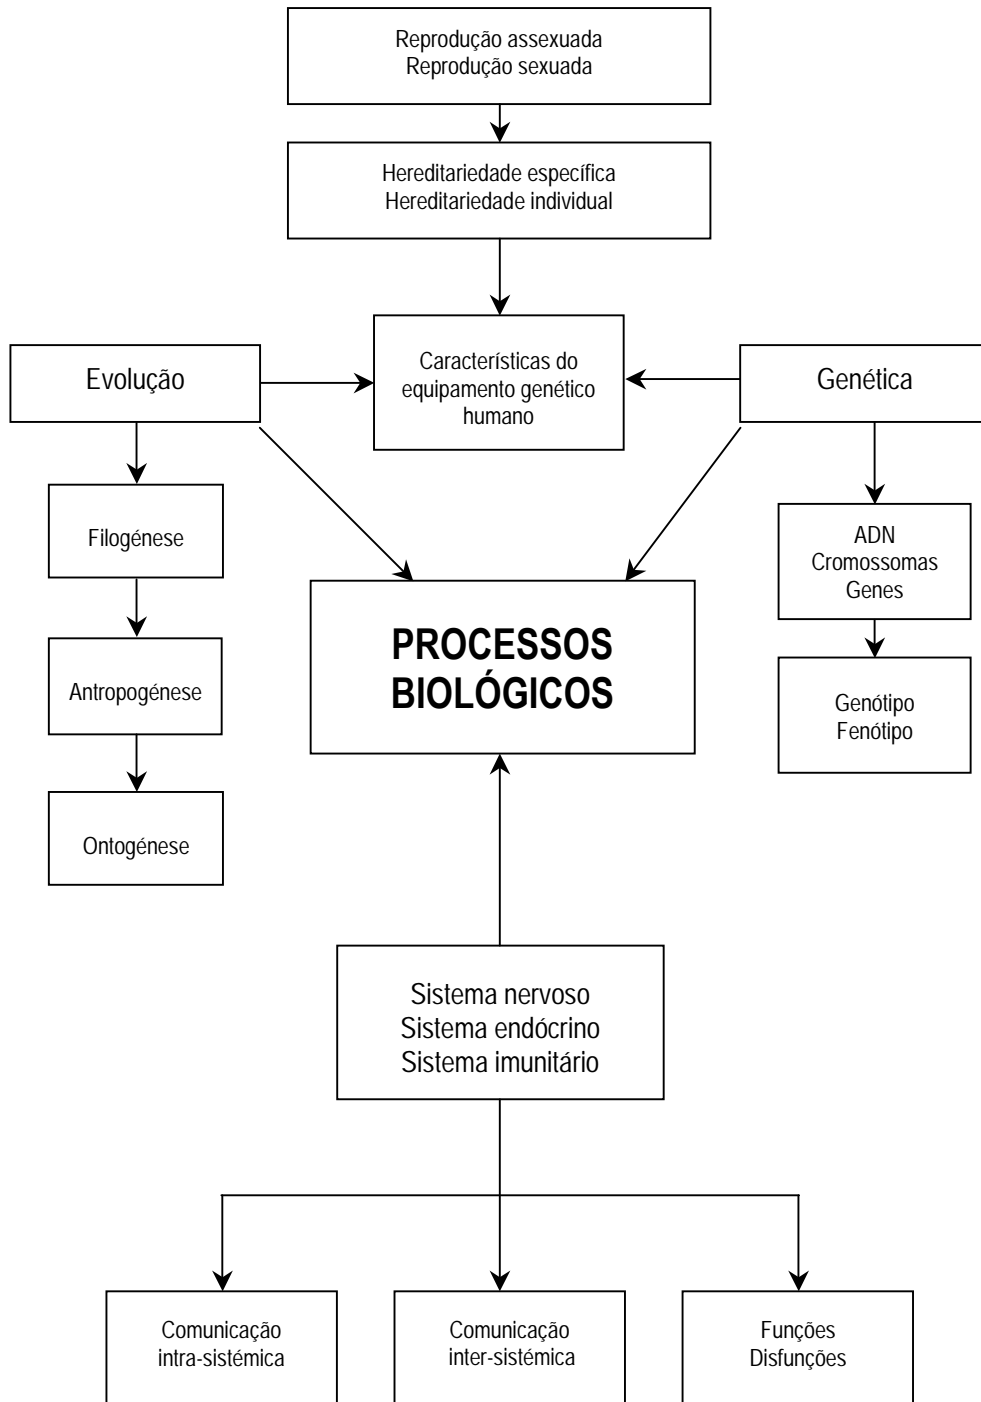 Reprodução assexuada
Reprodução sexuada
Hereditariedade específica
Hereditariedade individual
Características do
equipamento genético
humano
Evolução
Genética
Filogénese
ADN
Cromossomas
Genes
PROCESSOS
BIOLÓGICOS
Antropogénese
Genótipo
Fenótipo
Ontogénese
Sistema nervoso
Sistema endócrino
Sistema imunitário
Comunicação
intra-sistémica
Comunicação
inter-sistémica
Funções
Disfunções